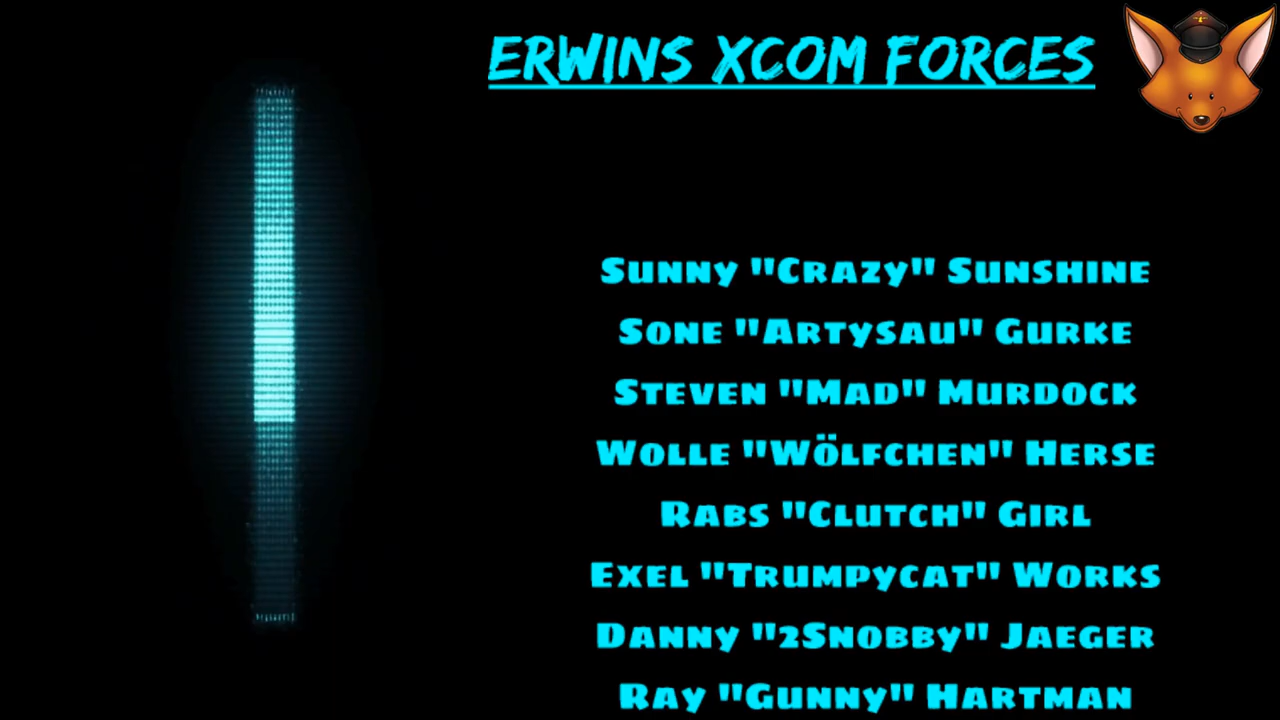 ERWINS XCOM FORCES
Sunny "Crazy" Sunshine
Sone "Artysau" Gurke
Steven "Mad" Murdock
Wolle "Wölfchen" Herse
Rabs "Clutch" Girl
Exel "Trumpycat" Works
Danny "2Snobby" Jaeger
Ray "Gunny" Hartman